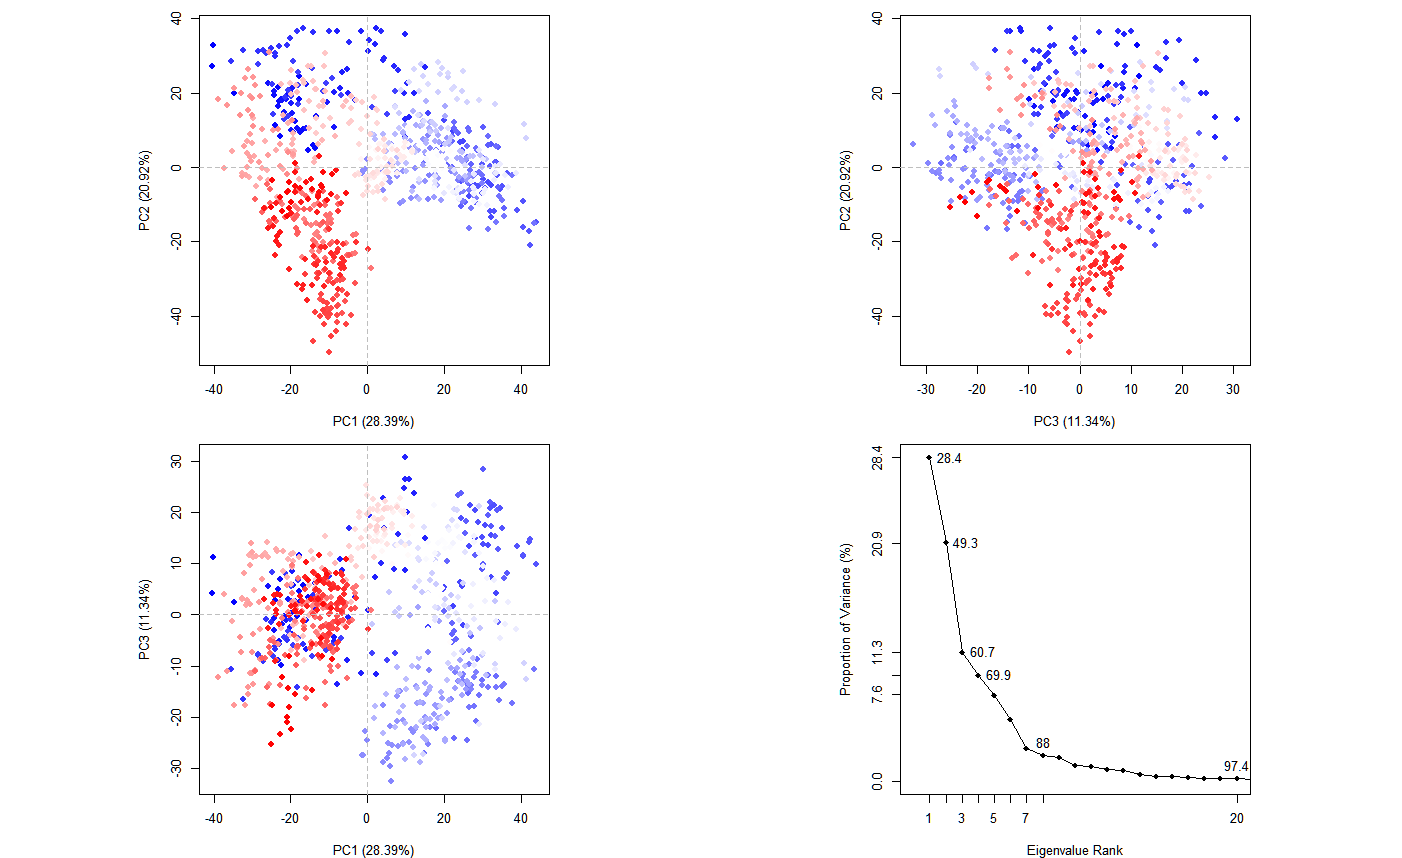 40
20
0
-20
-40
PC2 (20.92%)
-40 -20 0 20 40
PC1 (28.39%)
40
20
0
-20
-40
PC2 (20.92%)
-30 -20 -10 0 10 20 30
PC3 (11.34%)
30
20
10
0
-10
-20
-30
PC3 (11.34%)
-40 -20 0 20 40
PC1 (28.39%)
28.4
20.9
11.3
7.6
0.0
Proportion of Variance (%)
28.4
49.3
60.7
69.9
88
97.4
1 3 5 7 20
Eigenvalue Rank